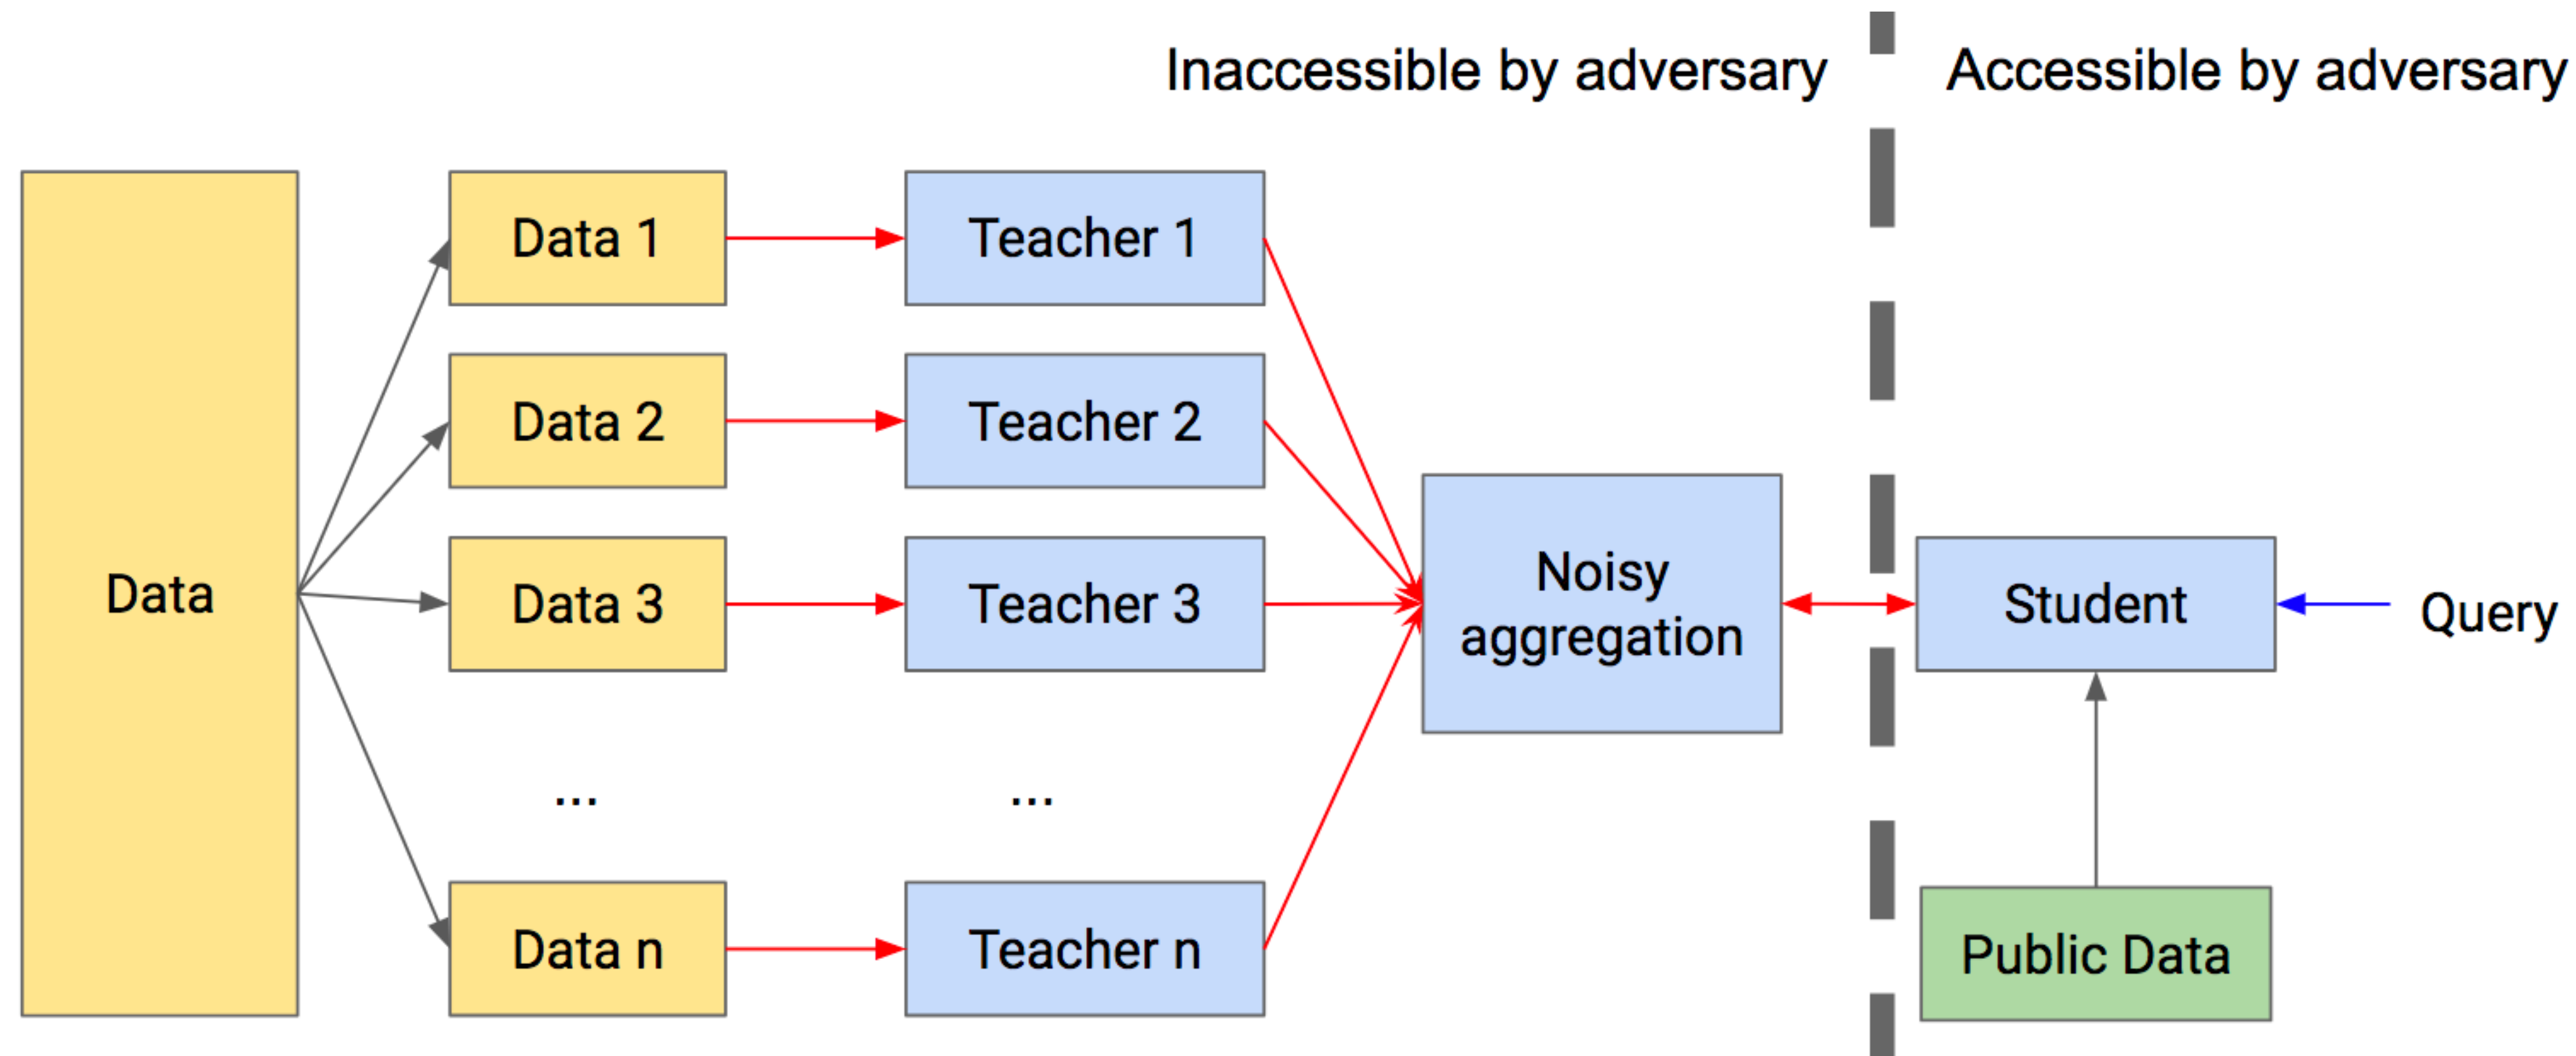 Inaccessible by adversary
Accessible by adversary
Data
Data 1
Teacher 1
Data 2
Teacher 2
Data 3
Teacher 3
...
...
Data n
Teacher n
Noisy
aggregation
Student
Query
Public Data